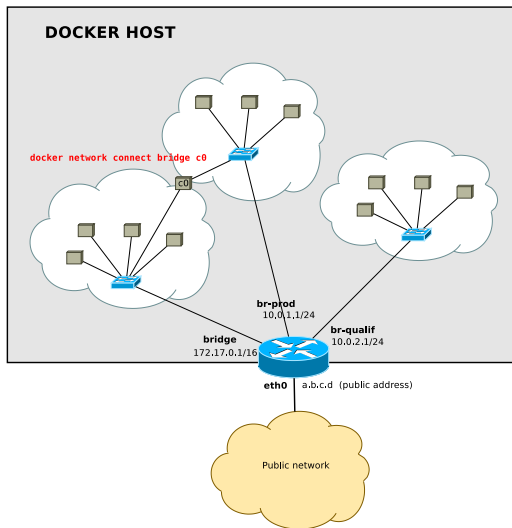 DOCKER HOST
docker network connect bridge c0
c0
br-prod
10.0.1.1/24
br-qualif
10.0.2.1/24
bridge
172.17.0.1/16
eth0 a.b.c.d (public address)
Public network